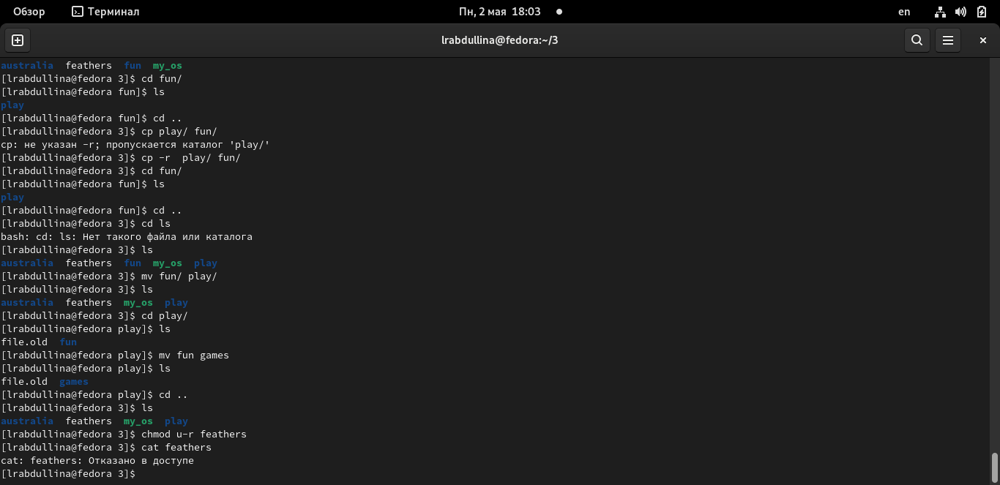 Обзор Терминал Пн, 2 мая 18:03 en
lrabdullina@fedora:~/3
australia feathers fun my_os
[lrabdullina@fedora 3]$ cd fun/
[lrabdullina@fedora fun]$ ls
play
[lrabdullina@fedora fun]$ cd ..
[lrabdullina@fedora 3]$ cp play/ fun/
cp: не указан -r; пропускается каталог 'play/'
[lrabdullina@fedora 3]$ cp -r  play/ fun/
[lrabdullina@fedora 3]$ cd fun/
[lrabdullina@fedora fun]$ ls
play
[lrabdullina@fedora fun]$ cd ..
[lrabdullina@fedora 3]$ cd ls
bash: cd: ls: Нет такого файла или каталога
[lrabdullina@fedora 3]$ ls
australia  feathers  fun  my_os  play
[lrabdullina@fedora 3]$ mv fun/ play/
[lrabdullina@fedora 3]$ ls
australia  feathers  my_os  play
[lrabdullina@fedora 3]$ cd play/
[lrabdullina@fedora play]$ ls
file.old  fun
[lrabdullina@fedora play]$ mv fun games
[lrabdullina@fedora play]$ ls
file.old  games
[lrabdullina@fedora play]$ cd ..
[lrabdullina@fedora 3]$ ls
australia  feathers  my_os  play
[lrabdullina@fedora 3]$ chmod u-r feathers
[lrabdullina@fedora 3]$ cat feathers
cat: feathers: Отказано в доступе
[lrabdullina@fedora 3]$